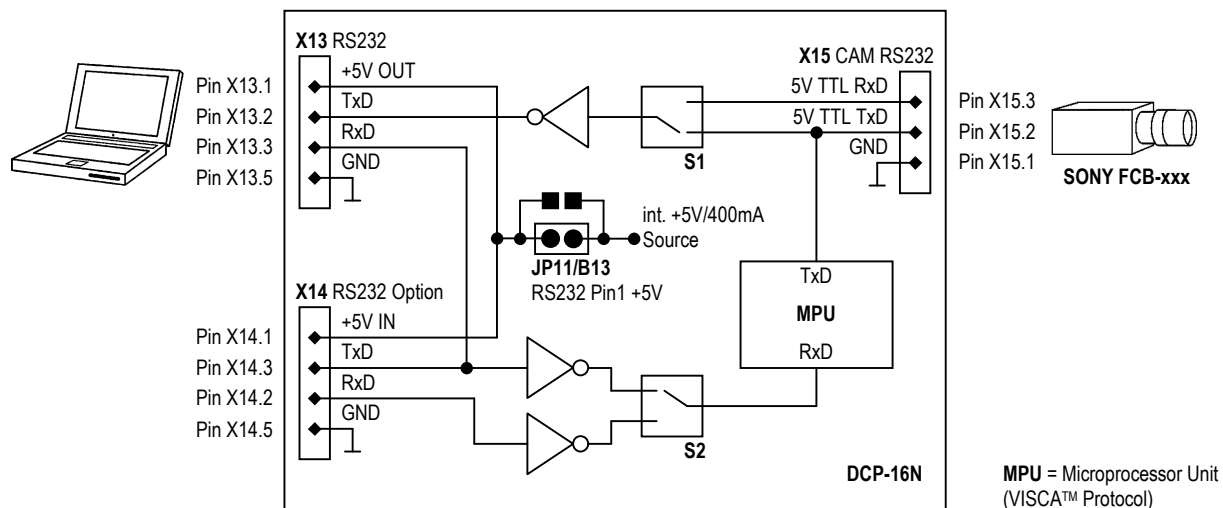 X13 RS232
+5V OUT
Pin X13.1
TxD
Pin X13.2
RxD
Pin X13.3
GND
Pin X13.5
X15 CAM RS232
5V TTL RxD
Pin X15.3
5V TTL TxD
Pin X15.2
GND
Pin X15.1
S1
SONY FCB-xxx
int. +5V/400mA
Source
JP11/B13
RS232 Pin1 +5V
TxD
MPU
RxD
X14 RS232 Option
+5V IN
Pin X14.1
TxD
Pin X14.3
RxD
Pin X14.2
GND
Pin X14.5
S2
DCP-16N
MPU = Microprocessor Unit
(VISCA™ Protocol)